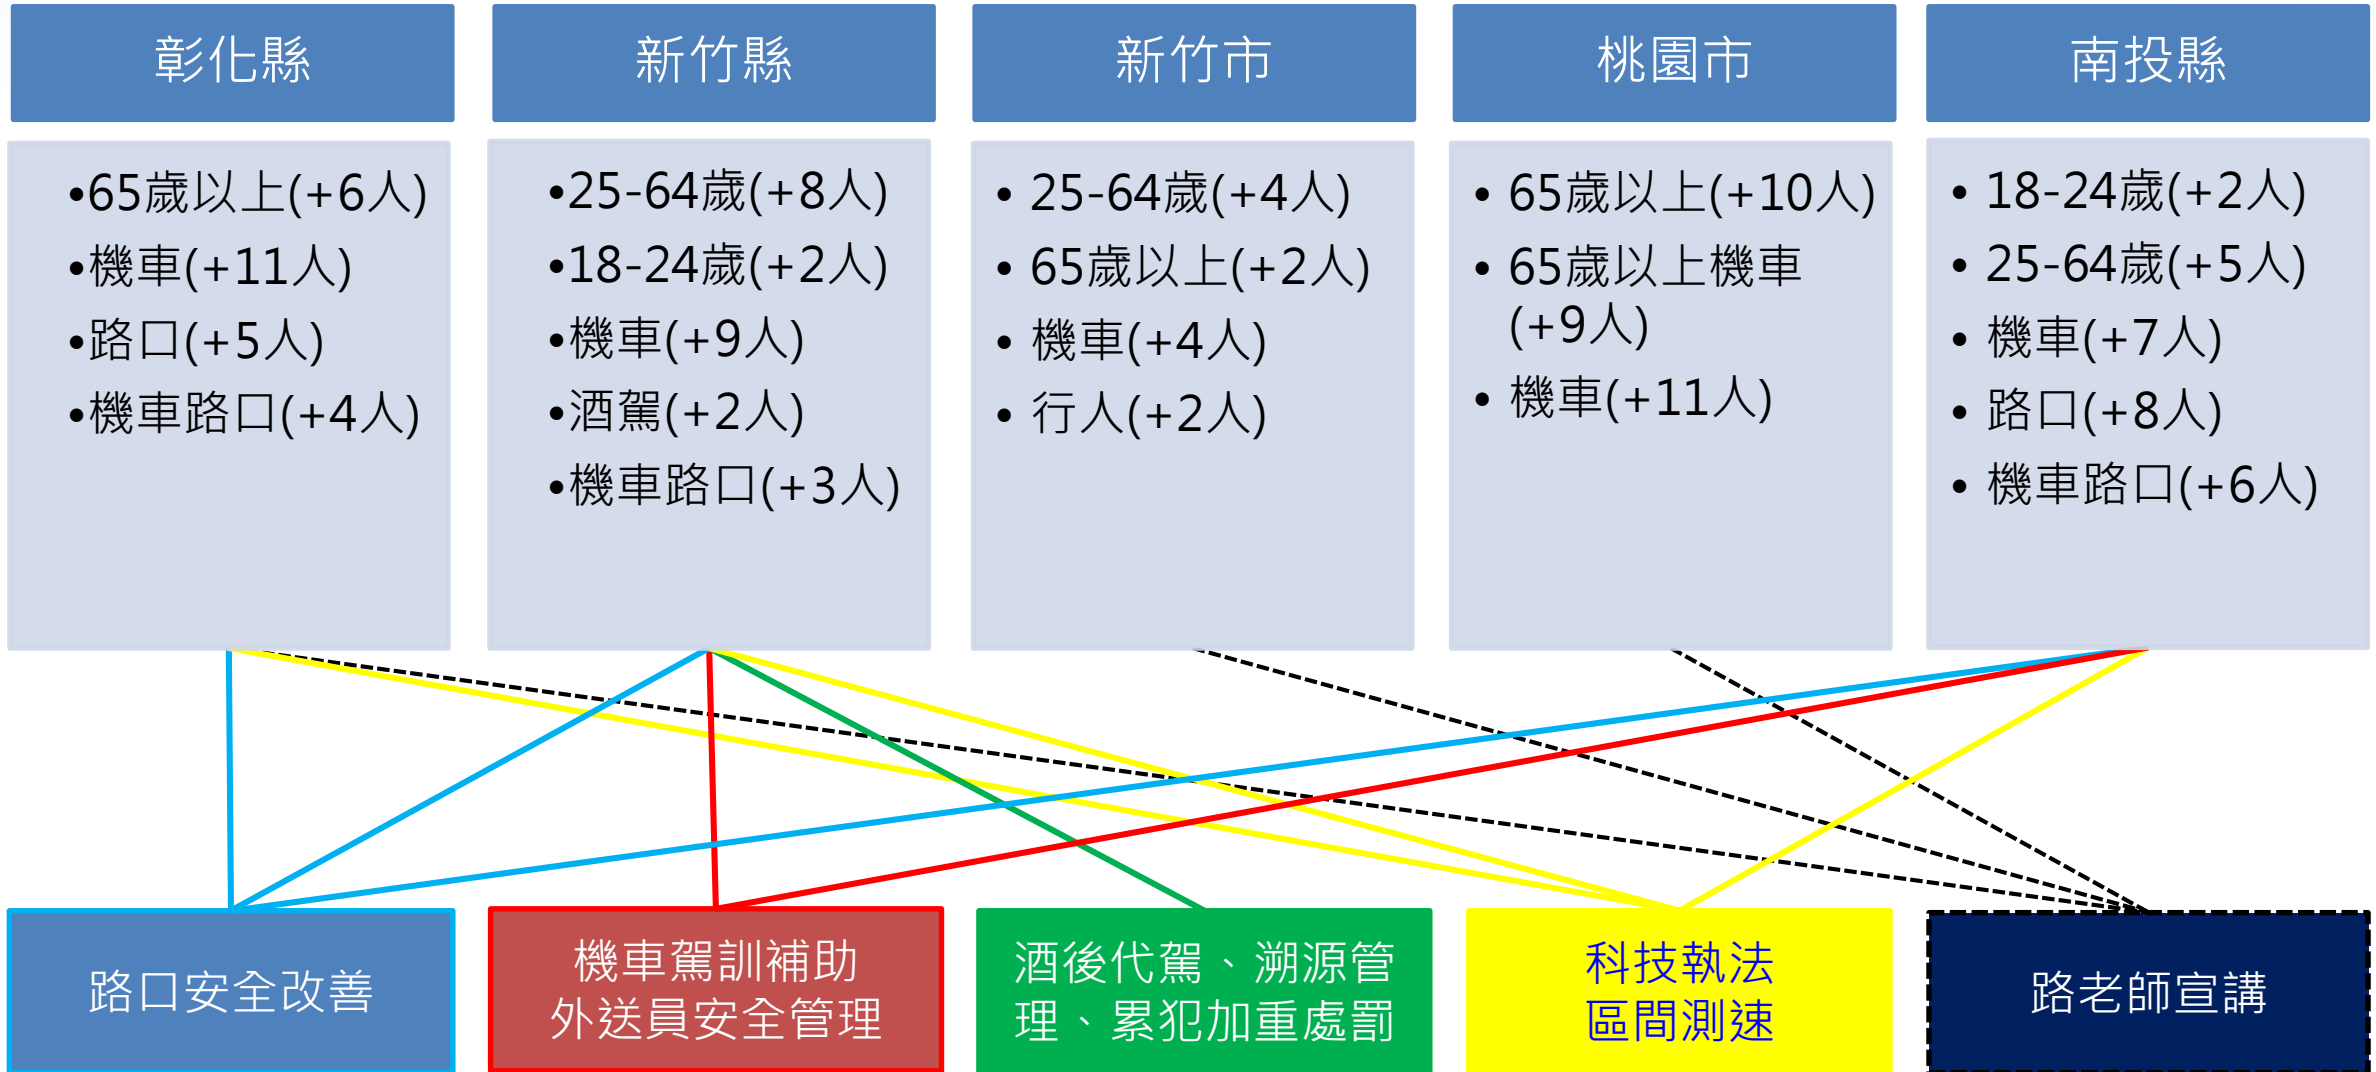 彰化縣
新竹縣
新竹市
桃園市
南投縣
•65歲以上(+6人)
•機車(+11人)
•路口(+5人)
•機車路口(+4人)
•25-64歲(+8人)
•18-24歲(+2人)
•機車(+9人)
•酒駕(+2人)
•機車路口(+3人)
• 25-64歲(+4人)
• 65歲以上(+2人)
• 機車(+4人)
• 行人(+2人)
• 65歲以上(+10人)
• 65歲以上機車
(+9人)
• 機車(+11人)
• 18-24歲(+2人)
• 25-64歲(+5人)
• 機車(+7人)
• 路口(+8人)
• 機車路口(+6人)
路口安全改善
機車駕訓補助
外送員安全管理
酒後代駕、溯源管
理、累犯加重處罰
科技執法
區間測速
路老師宣講